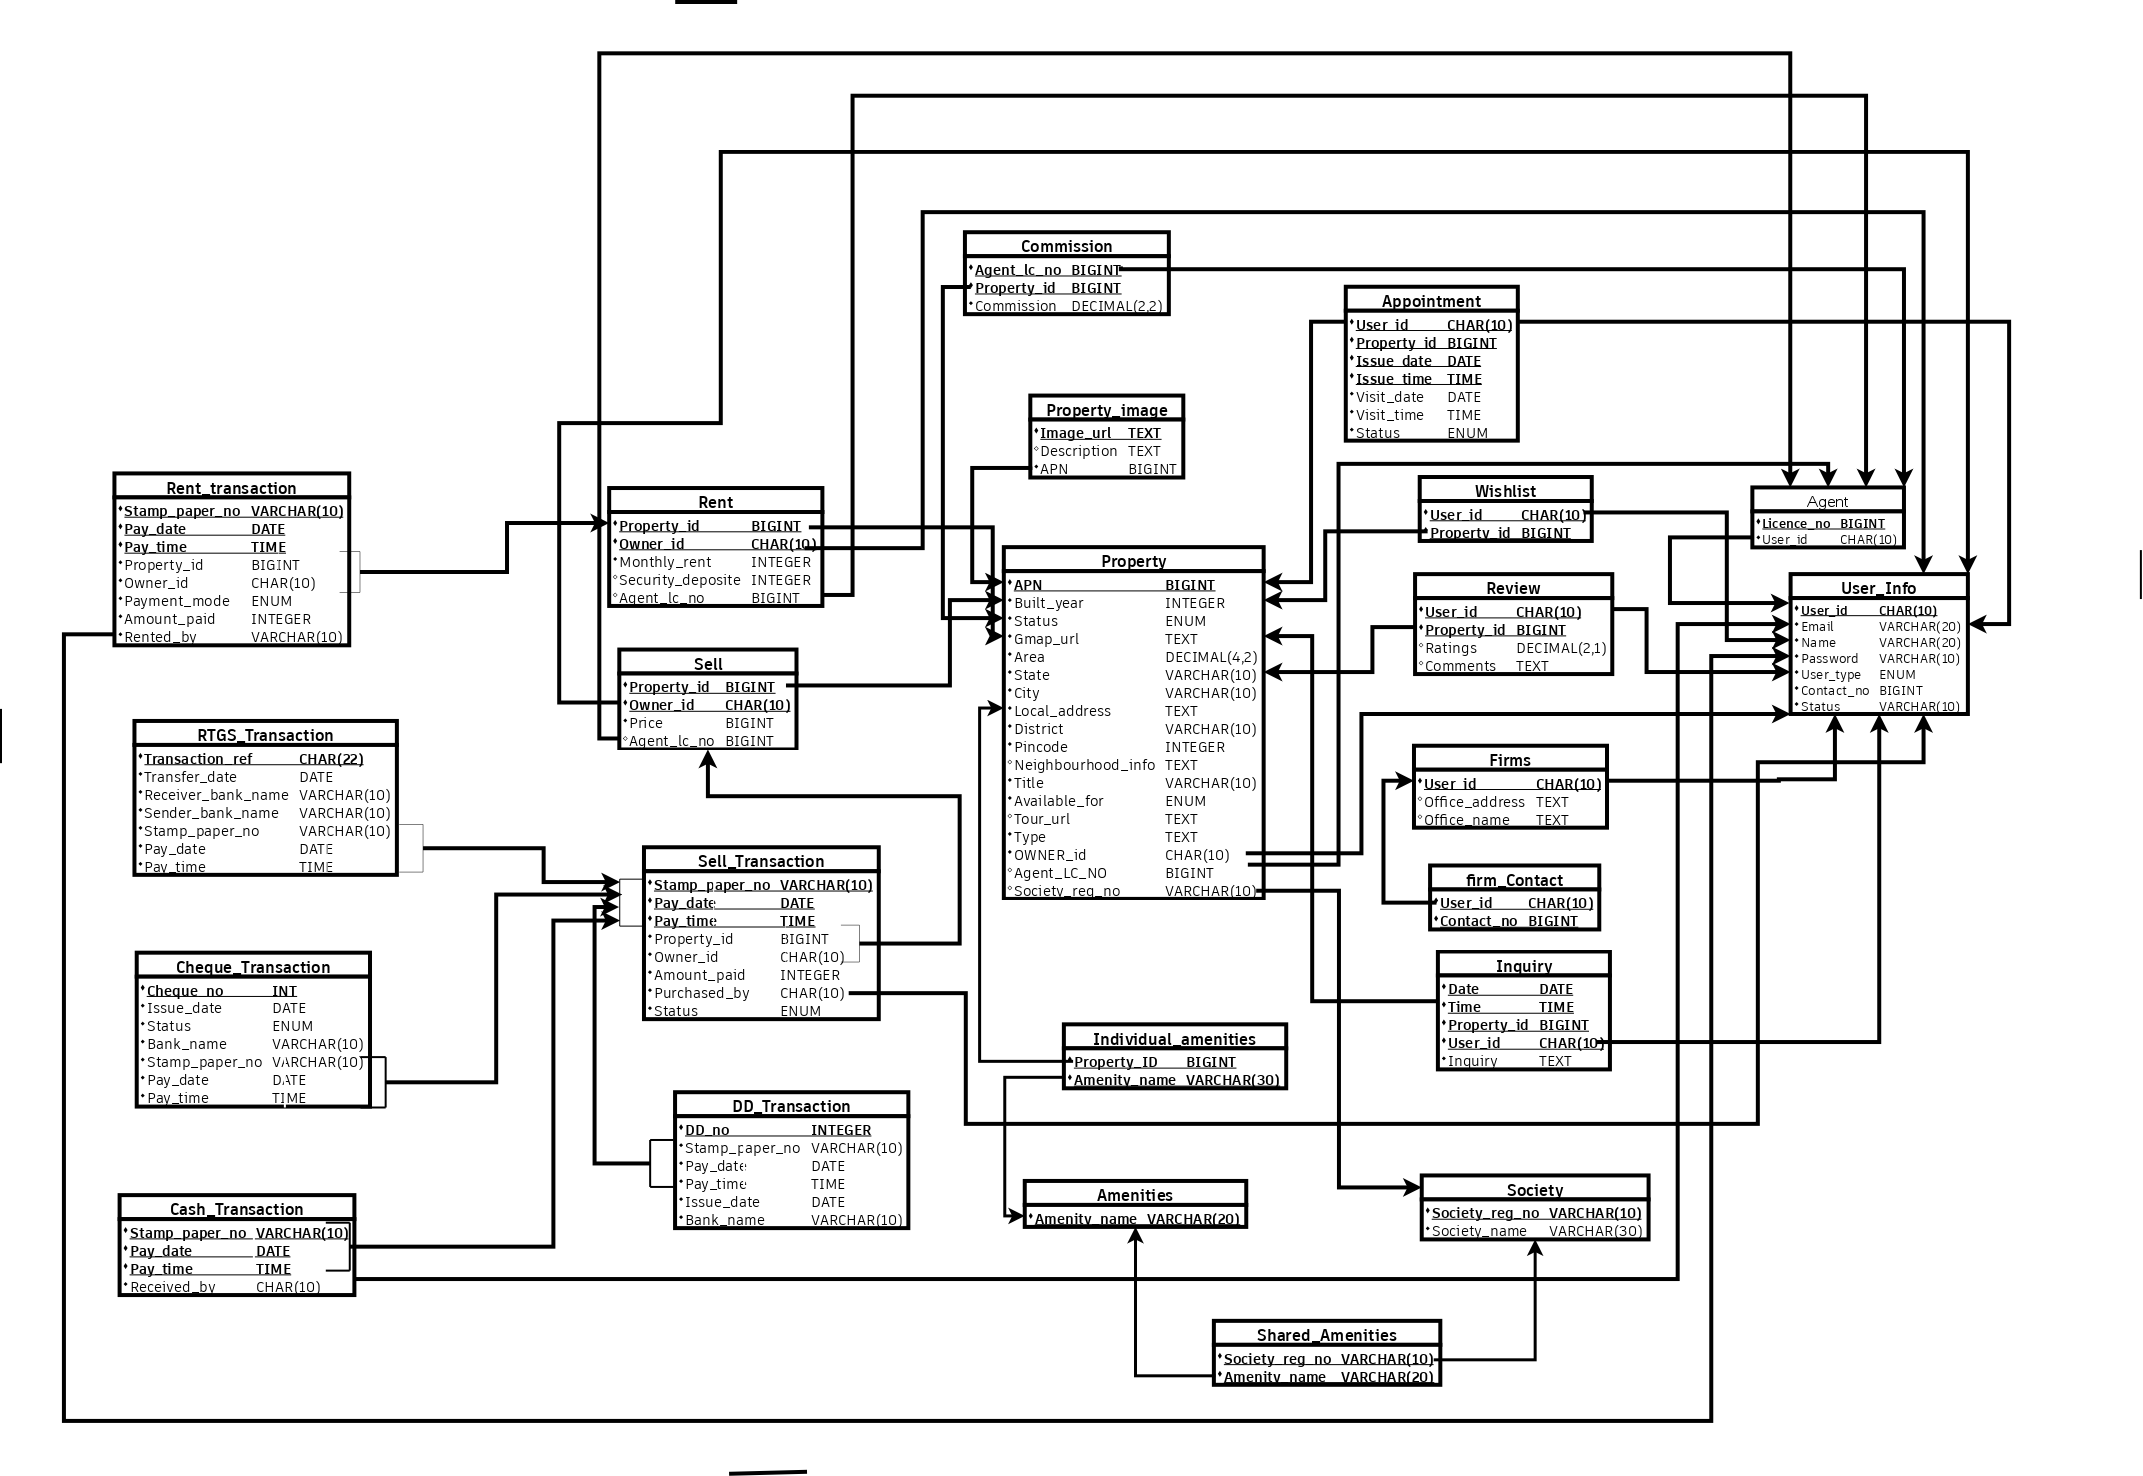 Commission
Agent_lc_no BIGINT
Property_id BIGINT
Commission DECIMAL(2,2)
Appointment
User_id CHAR(10)
Property_id BIGINT
Issue_date DATE
Issue_time TIME
Visit_date DATE
Visit_time TIME
Status ENUM
Property_image
Image_url TEXT
Description TEXT
APN BIGINT
Rent_transaction
Stamp_paper_no VARCHAR(10)
Pay_date DATE
Pay_time TIME
Property_id BIGINT
Owner_id CHAR(10)
Payment_mode ENUM
Amount_paid INTEGER
Rented_by VARCHAR(10)
Rent
Property_id BIGINT
Owner_id CHAR(10)
Monthly_rent INTEGER
Security_deposite INTEGER
Agent_lc_no BIGINT
Wishlist
User_id CHAR(10)
Property_id BIGINT
Agent
Licence_no BIGINT
User_id CHAR(10)
Property
APN BIGINT
Built_year INTEGER
Status ENUM
Gmap_url TEXT
Area DECIMAL(4,2)
State VARCHAR(10)
City VARCHAR(10)
Local_address TEXT
District VARCHAR(10)
Pincode INTEGER
Neighbourhood_info TEXT
Title VARCHAR(10)
Available_for ENUM
Tour_url TEXT
Type TEXT
OWNER_id CHAR(10)
Agent_LC_NO BIGINT
Society_reg_no VARCHAR(10)
Review
User_id CHAR(10)
Property_id BIGINT
Ratings DECIMAL(2,1)
Comments TEXT
User_Info
User_id CHAR(10)
Email VARCHAR(20)
Name VARCHAR(20)
Password VARCHAR(10)
User_type ENUM
Contact_no BIGINT
Status VARCHAR(10)
Sell
Property_id BIGINT
Owner_id CHAR(10)
Price BIGINT
Agent_lc_no BIGINT
RTGS_Transaction
Transaction_ref CHAR(22)
Transfer_date DATE
Receiver_bank_name VARCHAR(10)
Sender_bank_name VARCHAR(10)
Stamp_paper_no VARCHAR(10)
Pay_date DATE
Pay_time TIME
Firms
User_id CHAR(10)
Office_address TEXT
Office_name TEXT
Sell_Transaction
Stamp_paper_no VARCHAR(10)
Pay_date DATE
Pay_time TIME
Property_id BIGINT
Owner_id CHAR(10)
Amount_paid INTEGER
Purchased_by CHAR(10)
Status ENUM
firm_Contact
User_id CHAR(10)
Contact_no BIGINT
Cheque_Transaction
Cheque_no INT
Issue_date DATE
Status ENUM
Bank_name VARCHAR(10)
Stamp_paper_no VARCHAR(10)
Pay_date DATE
Pay_time TIME
Inquiry
Date DATE
Time TIME
Property_id BIGINT
User_id CHAR(10)
Inquiry TEXT
Individual_amenities
Property_ID BIGINT
Amenity_name VARCHAR(30)
DD_Transaction
DD_no INTEGER
Stamp_paper_no VARCHAR(10)
Pay_date DATE
Pay_time TIME
Issue_date DATE
Bank_name VARCHAR(10)
Amenities
Amenity_name VARCHAR(20)
Society
Society_reg_no VARCHAR(10)
Society_name VARCHAR(30)
Cash_Transaction
Stamp_paper_no VARCHAR(10)
Pay_date DATE
Pay_time TIME
Received_by CHAR(10)
Shared_Amenities
Society_reg_no VARCHAR(10)
Amenity_name VARCHAR(20)